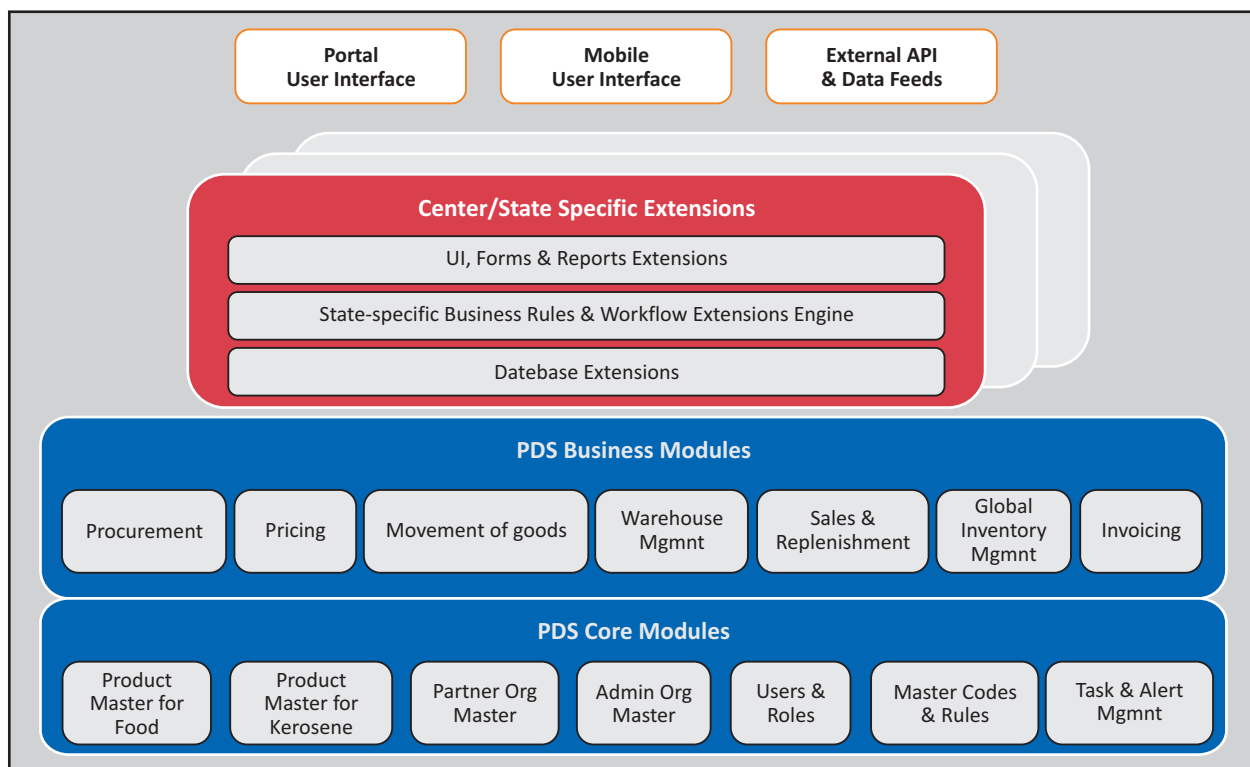 Portal
User Interface
Mobile
User Interface
External API
& Data Feeds
Center/State Specific Extensions
UI, Forms & Reports Extensions
State-specific Business Rules & Workflow Extensions Engine
Datebase Extensions
PDS Business Modules
Procurement
Pricing
Movement of goods
Warehouse
Mgmnt
Sales &
Replenishment
Global
Inventory
Mgmnt
Invoicing
PDS Core Modules
Product
Master for
Food
Product
Master for
Kerosene
Partner Org
Master
Admin Org
Master
Users &
Roles
Master Codes
& Rules
Task & Alert
Mgmnt